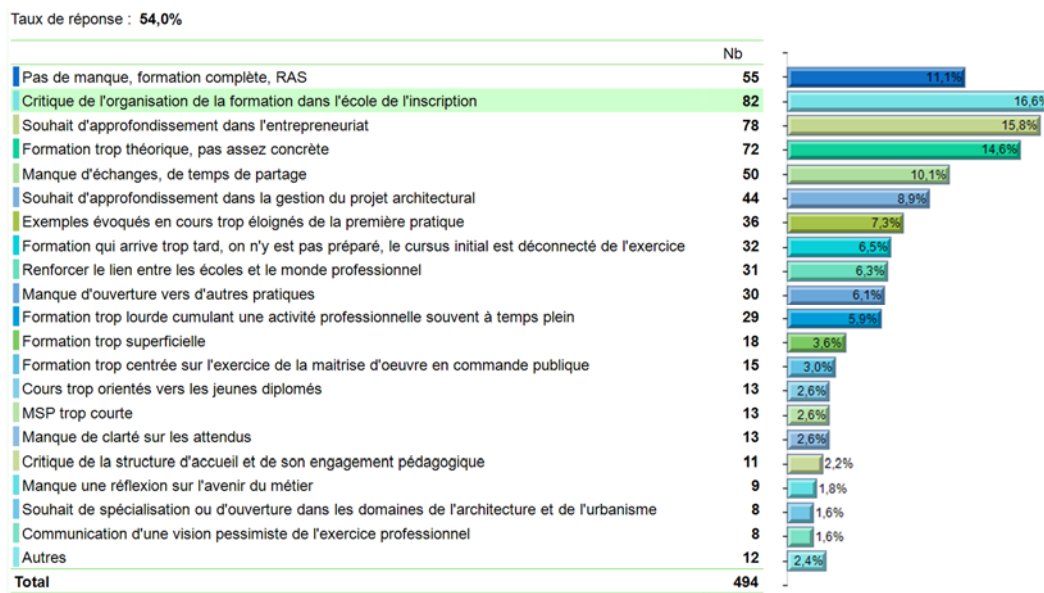 Taux de réponse : 54,0%
Nb
Pas de manque, formation complète, RAS 55 11,1%
Critique de l'organisation de la formation dans l'école de l'inscription 82 16,6%
Souhait d'approfondissement dans l'entrepreneuriat 78 15,8%
Formation trop théorique, pas assez concrète 72 14,6%
Manque d'échanges, de temps de partage 50 10,1%
Souhait d'approfondissement dans la gestion du projet architectural 44 8,9%
Exemples évoqués en cours trop éloignés de la première pratique 36 7,3%
Formation qui arrive trop tard, on n'y est pas préparé, le cursus initial est déconnecté de l'exercice 32 6,5%
Renforcer le lien entre les écoles et le monde professionnel 31 6,3%
Manque d'ouverture vers d'autres pratiques 30 6,1%
Formation trop lourde cumulant une activité professionnelle souvent à temps plein 29 5,9%
Formation trop superficielle 18 3,6%
Formation trop centrée sur l'exercice de la maitrise d'oeuvre en commande publique 15 3,0%
Cours trop orientés vers les jeunes diplomés 13 2,6%
MSP trop courte 13 2,6%
Manque de clarté sur les attendus 13 2,6%
Critique de la structure d'accueil et de son engagement pédagogique 11 2,2%
Manque une réflexion sur l'avenir du métier 9 1,8%
Souhait de spécialisation ou d'ouverture dans les domaines de l'architecture et de l'urbanisme 8 1,6%
Communication d'une vision pessimiste de l'exercice professionnel 8 1,6%
Autres 12 2,4%
Total 494